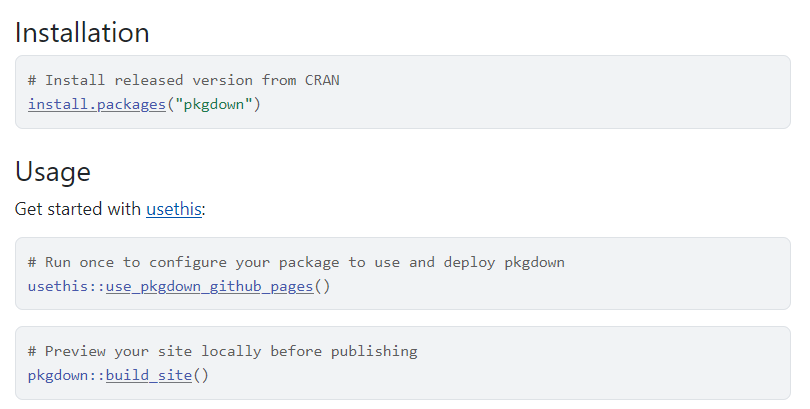 Installation
# Install released version from CRAN
install.packages("pkgdown")
Usage
Get started with usethis:
# Run once to configure your package to use and deploy pkgdown
usethis::use_pkgdown_github_pages()
# Preview your site locally before publishing
pkgdown::build_site()